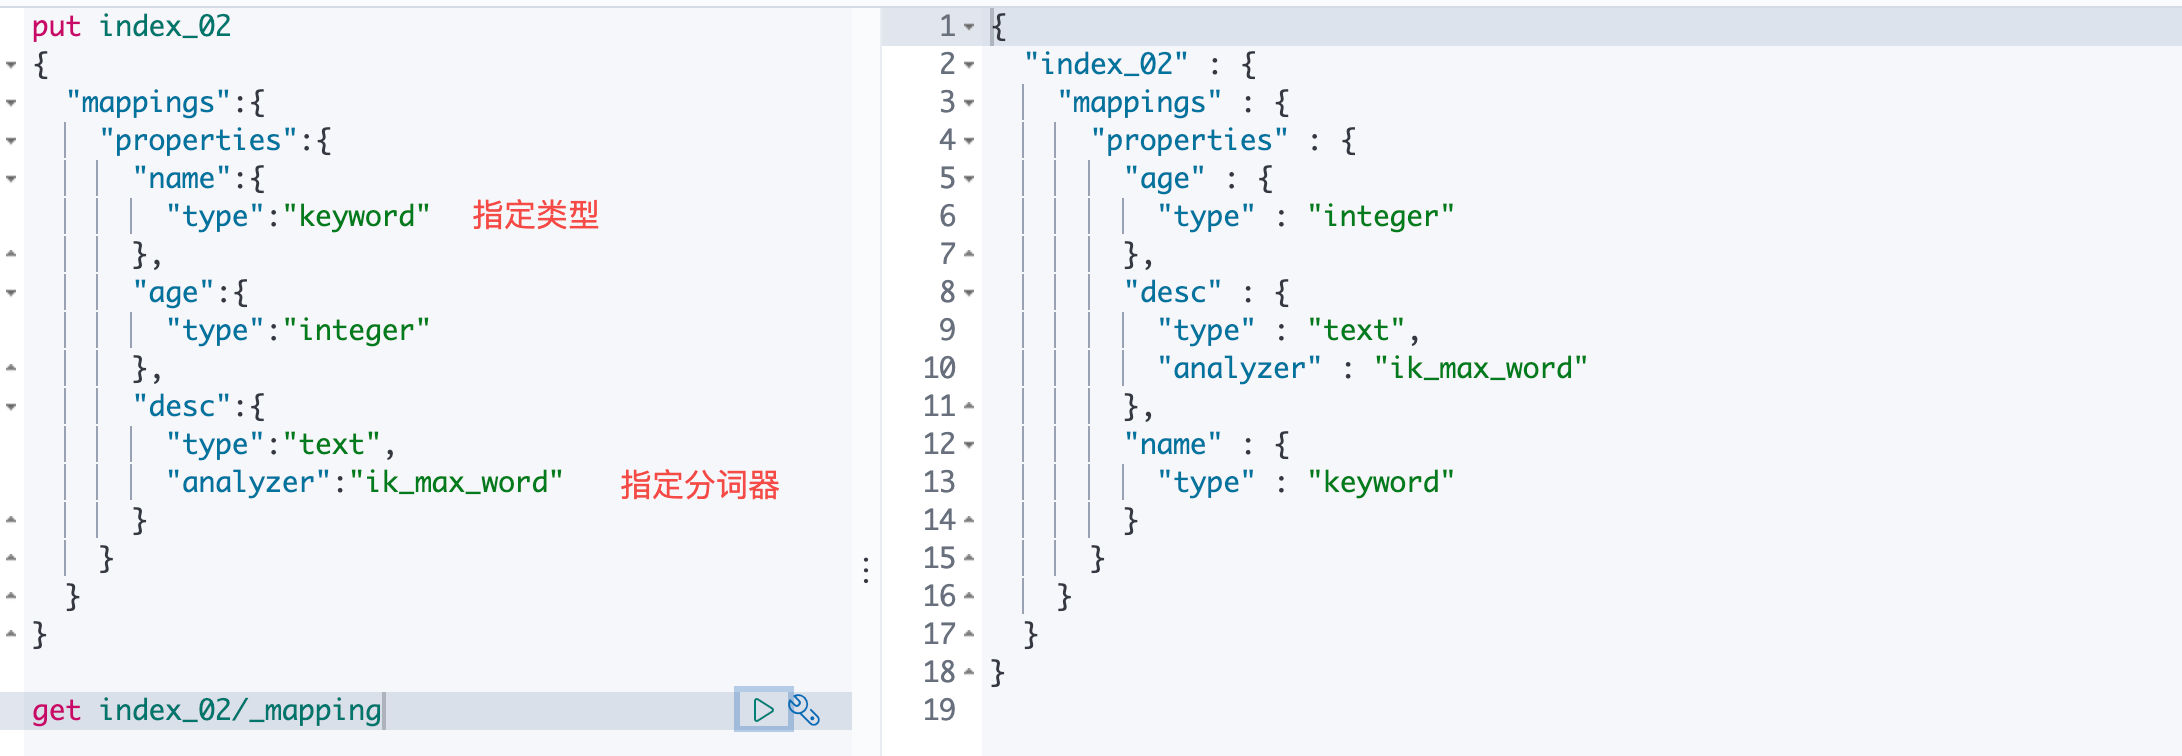 put index_02
{
  "mappings":{
    "properties":{
      "name":{
        "type":"keyword" 指定类型
      },
      "age":{
        "type":"integer"
      },
      "desc":{
        "type":"text",
        "analyzer":"ik_max_word" 指定分词器
      }
    }
  }
}
get index_02/_mapping
1 {
2   "index_02" : {
3     "mappings" : {
4       "properties" : {
5         "age" : {
6           "type" : "integer"
7         },
8         "desc" : {
9           "type" : "text",
10           "analyzer" : "ik_max_word"
11         },
12         "name" : {
13           "type" : "keyword"
14         }
15       }
16     }
17   }
18 }
19